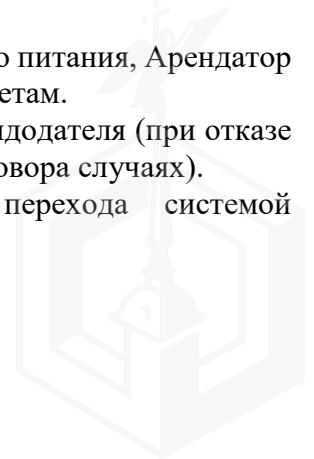 о питания, Арендатор
етам.
ндодателя (при отказе
овора случаях).
перехода системой